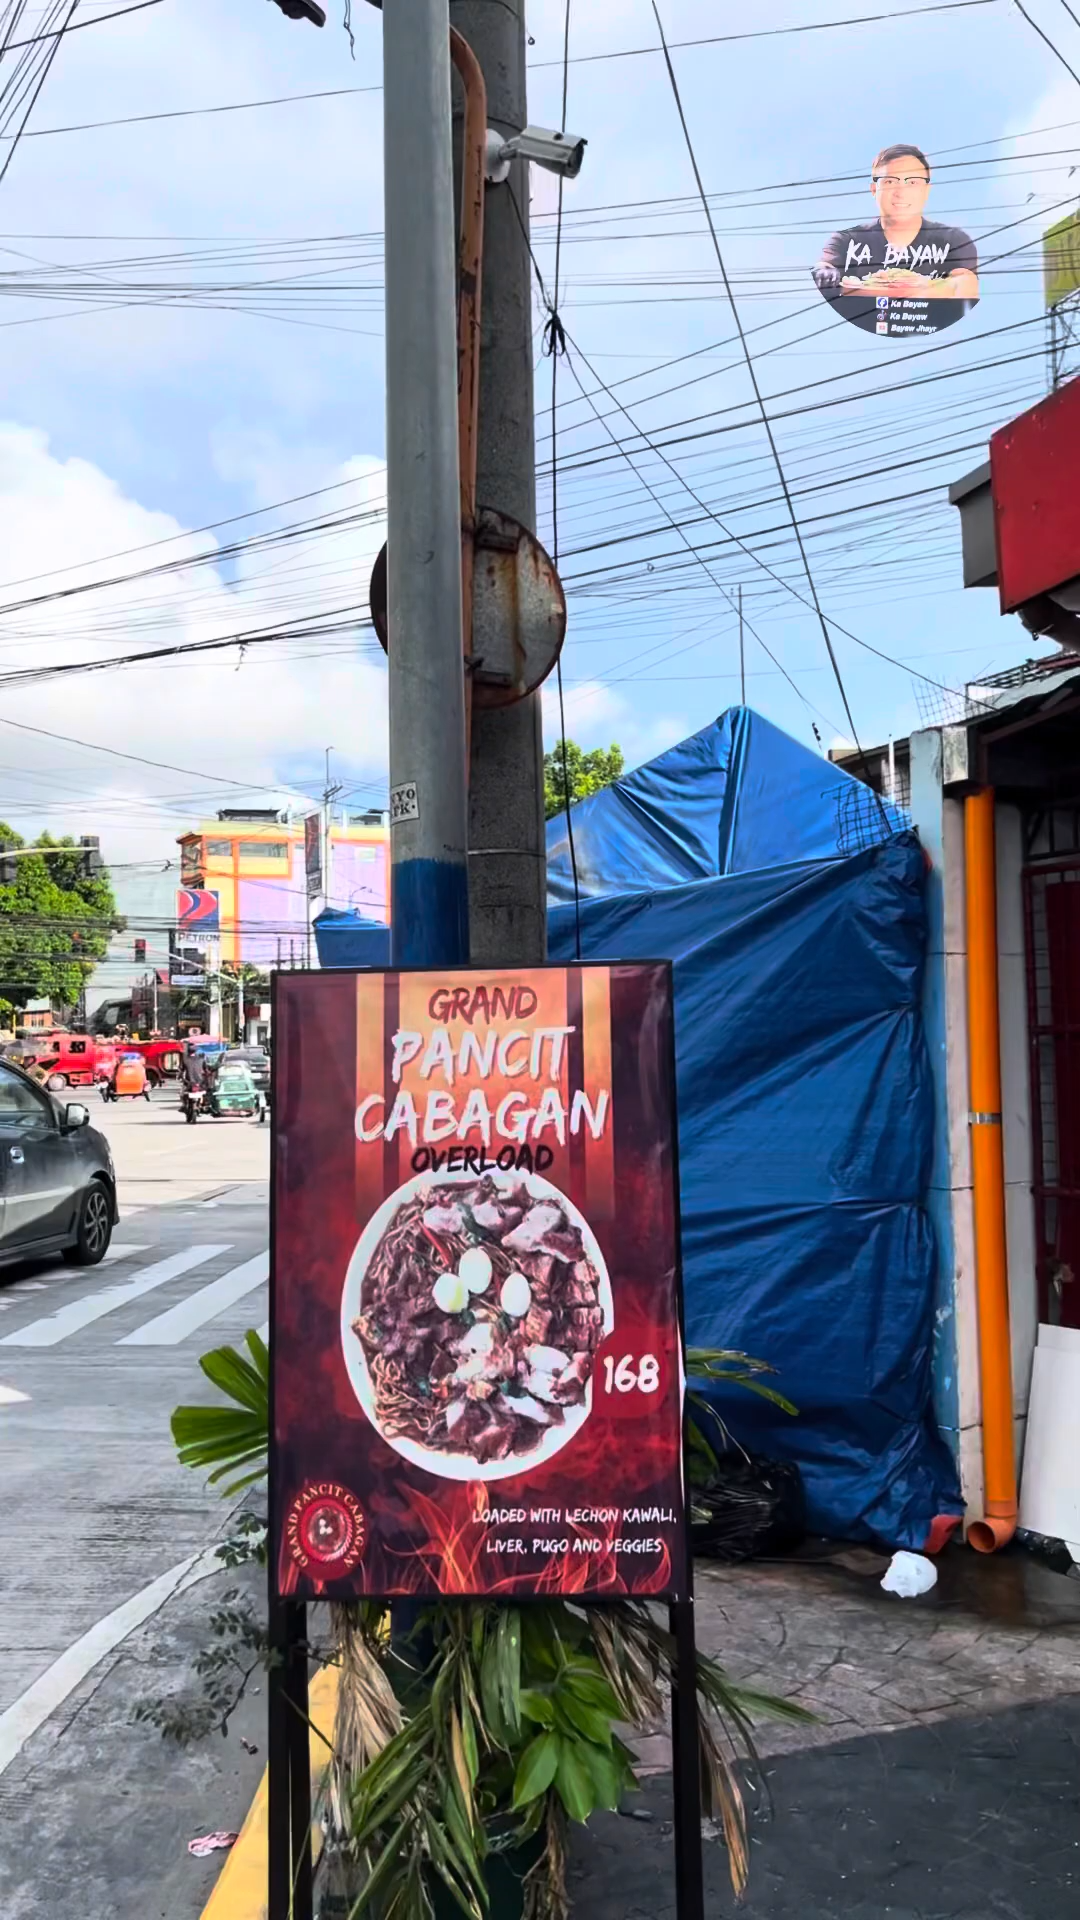 KA BAYAW
Ka Bayaw
Ka Bayaw
Bayaw Jhayr
PETRON
GRAND
PANCIT
CABAGAN
OVERLOAD
168
GRAND PANCIT CABAGAN
LOADED WITH LECHON KAWALI,
LIVER, PUGO AND VEGGIES